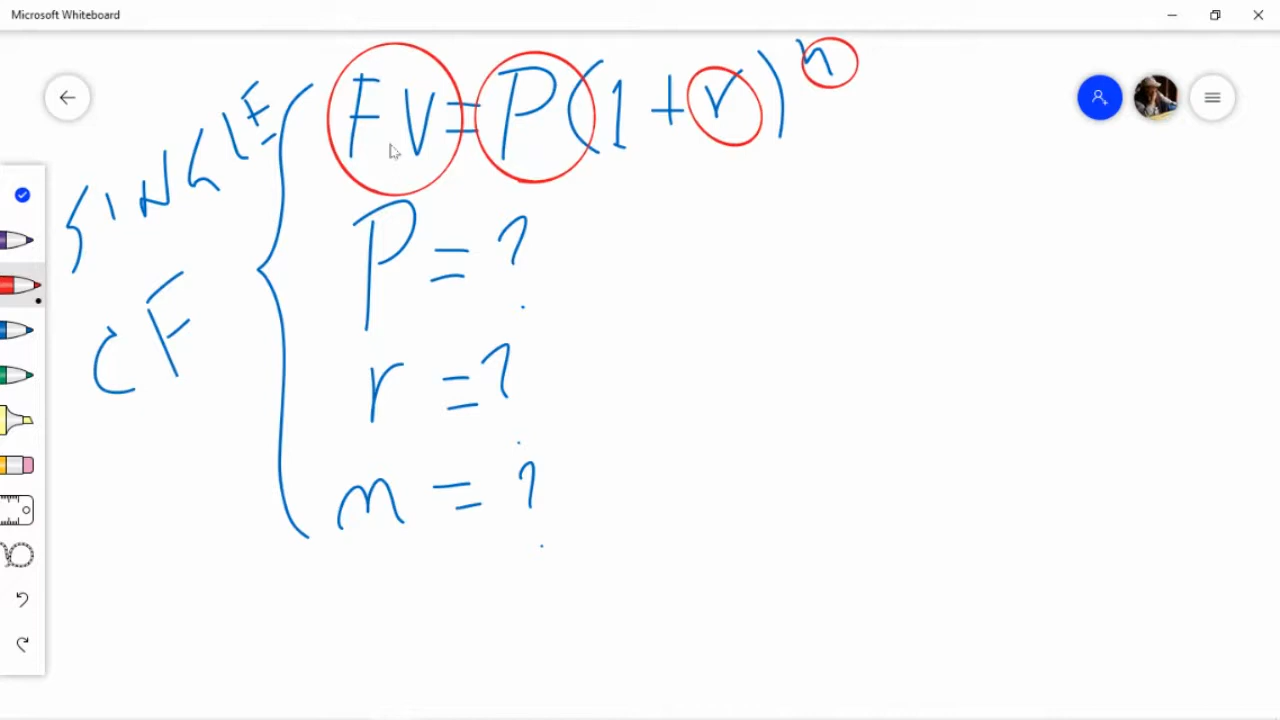 Microsoft Whiteboard
FV = P(1 + r)^n
SINGLE
CF
P = ?
r = ?
n = ?